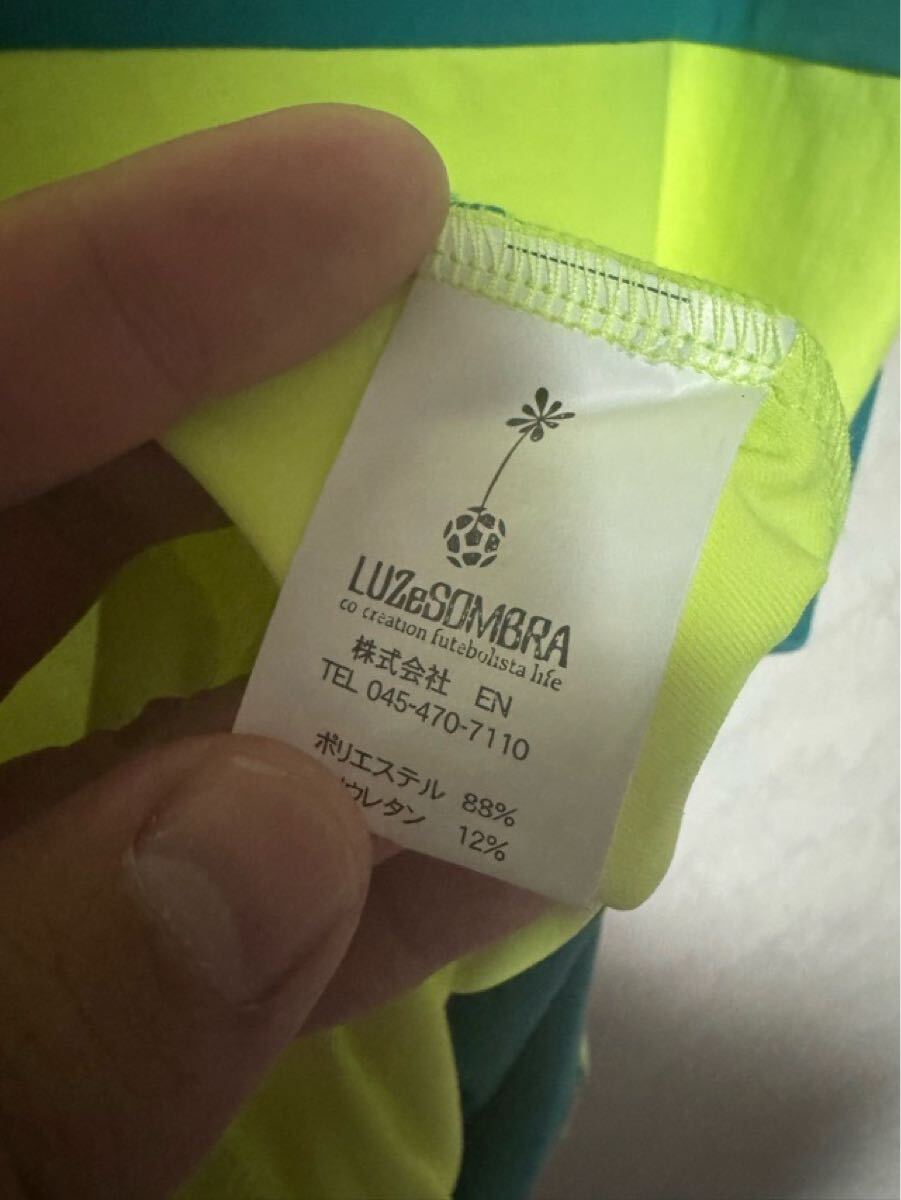 LUZeSOMBRA
co creation futebolista life
株式会社 EN
TEL 045-470-7110
ポリエステル 88%
ウレタン 12%